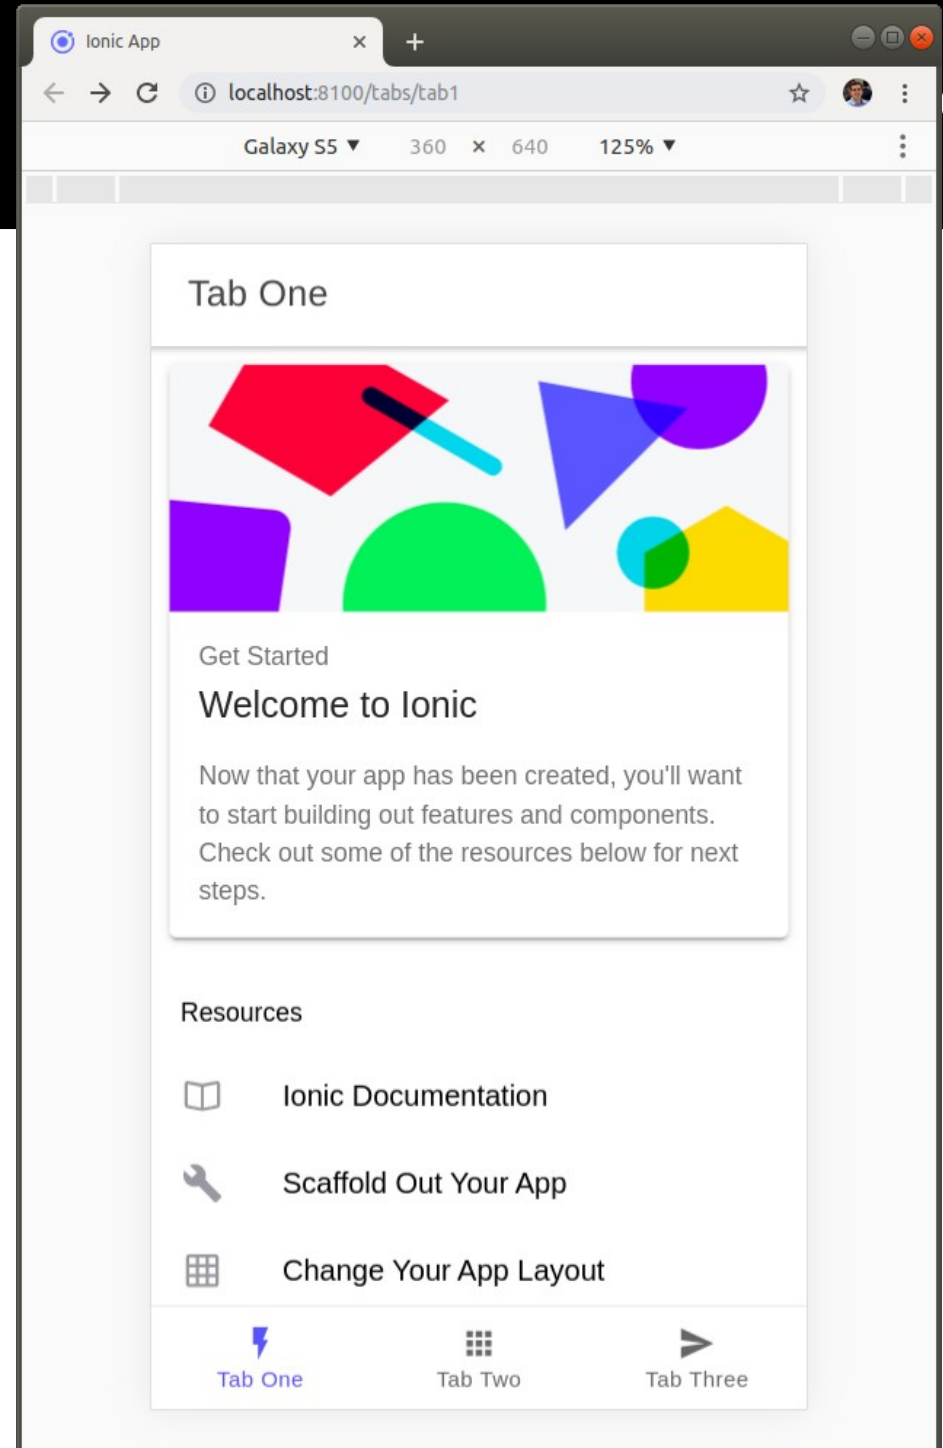 Ionic App
localhost:8100/tabs/tab1
Galaxy S5 ▼ 360 × 640 125% ▼
Tab One
Get Started
Welcome to Ionic
Now that your app has been created, you'll want
to start building out features and components.
Check out some of the resources below for next
steps.
Resources
Ionic Documentation
Scaffold Out Your App
Change Your App Layout
Tab One Tab Two Tab Three